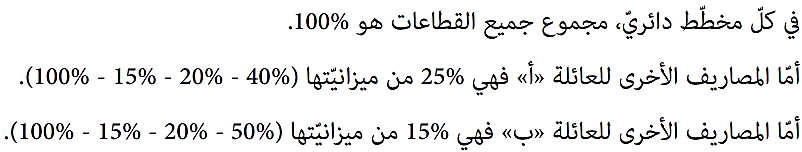 في كلّ مخطّط دائريّ، مجموع جميع القطاعات هو 100%.
أمّا المصاريف الأخرى للعائلة «أ» فهي 25% من ميزانيّتها (100% - 15% - 20% - 40%).
أمّا المصاريف الأخرى للعائلة «ب» فهي 15% من ميزانيّتها (100% - 15% - 20% - 50%).